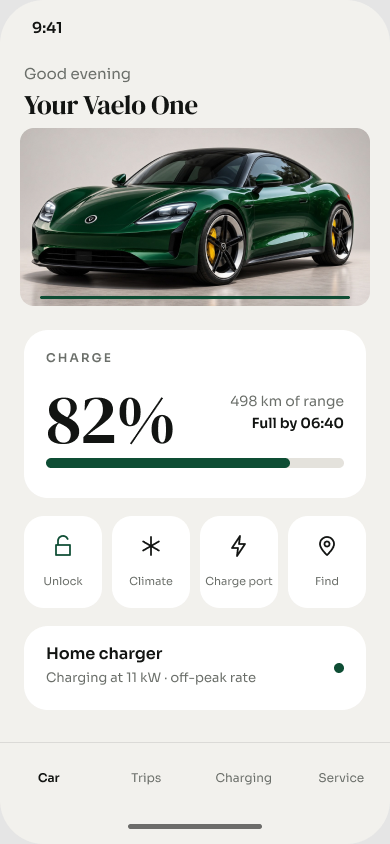 9:41
Good evening
Your Vaelo One
CHARGE
82%
498 km of range
Full by 06:40
Unlock
Climate
Charge port
Find
Home charger
Charging at 11 kW · off-peak rate
Car
Trips
Charging
Service